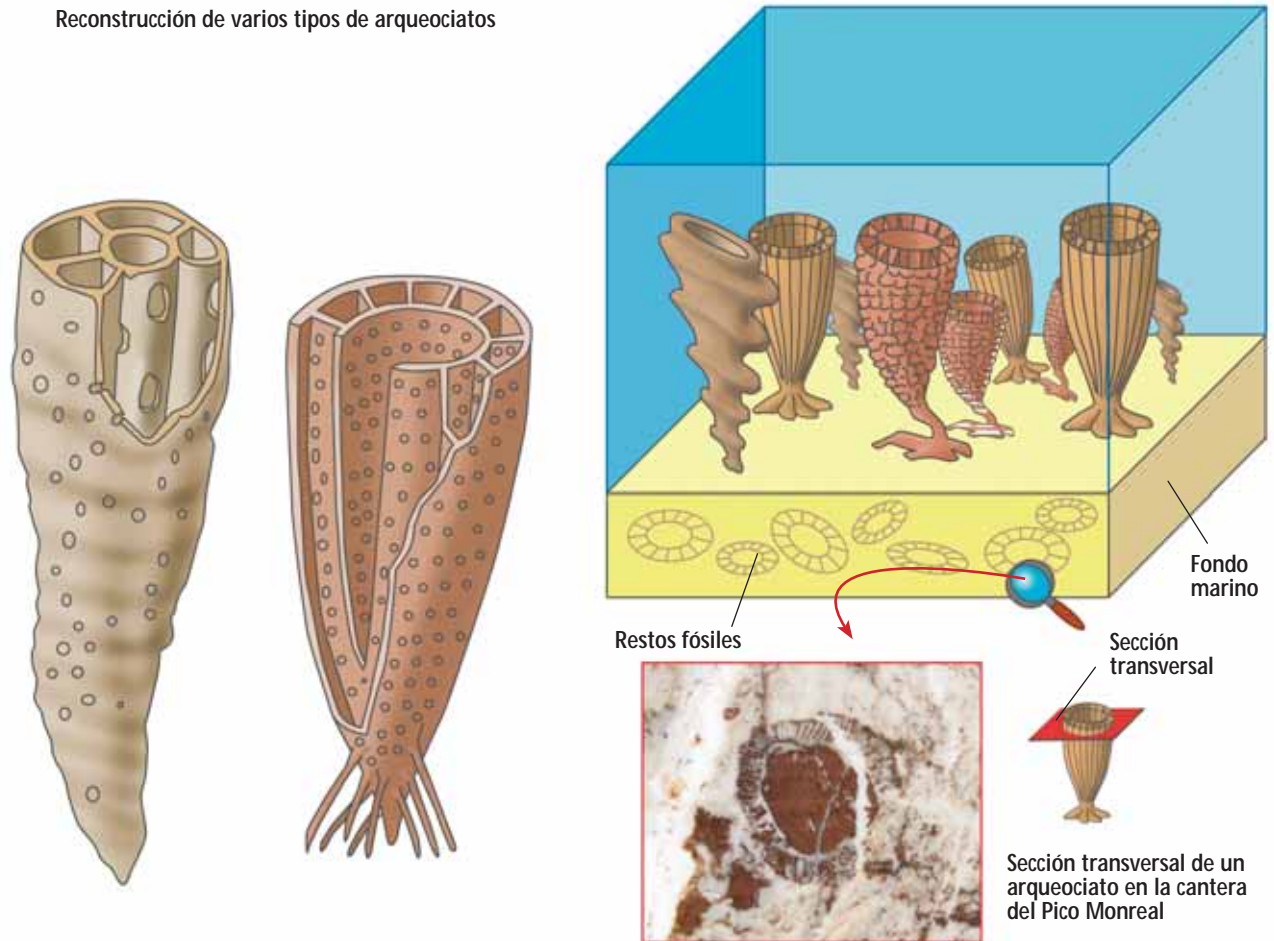 Reconstrucción de varios tipos de arqueociatos
Fondo
marino
Restos fósiles
Sección
transversal
Sección transversal de un
arqueociato en la cantera
del Pico Monreal